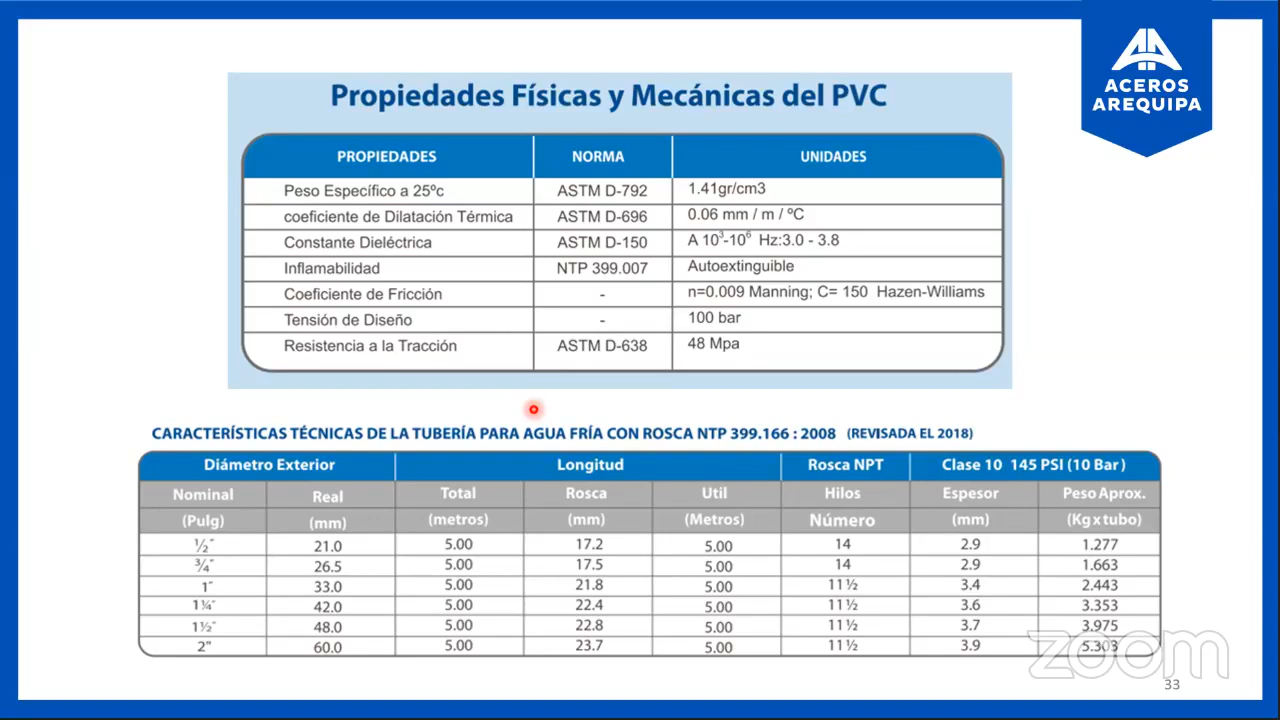 ACEROS
AREQUIPA
Propiedades Físicas y Mecánicas del PVC
PROPIEDADES NORMA UNIDADES
Peso Específico a 25ºc ASTM D-792 1.41gr/cm3
coeficiente de Dilatación Térmica ASTM D-696 0.06 mm / m / ºC
Constante Dieléctrica ASTM D-150 A 10³-10⁶ Hz:3.0 - 3.8
Inflamabilidad NTP 399.007 Autoextinguible
Coeficiente de Fricción - n=0.009 Manning; C= 150 Hazen-Williams
Tensión de Diseño - 100 bar
Resistencia a la Tracción ASTM D-638 48 Mpa
CARACTERÍSTICAS TÉCNICAS DE LA TUBERÍA PARA AGUA FRÍA CON ROSCA NTP 399.166 : 2008 (REVISADA EL 2018)
Diámetro Exterior Longitud Rosca NPT Clase 10 145 PSI (10 Bar)
Nominal Real Total Rosca Util Hilos Espesor Peso Aprox.
(Pulg) (mm) (metros) (mm) (Metros) Número (mm) (Kg x tubo)
½" 21.0 5.00 17.2 5.00 14 2.9 1.277
¾" 26.5 5.00 17.5 5.00 14 2.9 1.663
1" 33.0 5.00 21.8 5.00 11½ 3.4 2.443
1¼" 42.0 5.00 22.4 5.00 11½ 3.6 3.353
1½" 48.0 5.00 22.8 5.00 11½ 3.7 3.975
2" 60.0 5.00 23.7 5.00 11½ 3.9 5.303
zoom
33